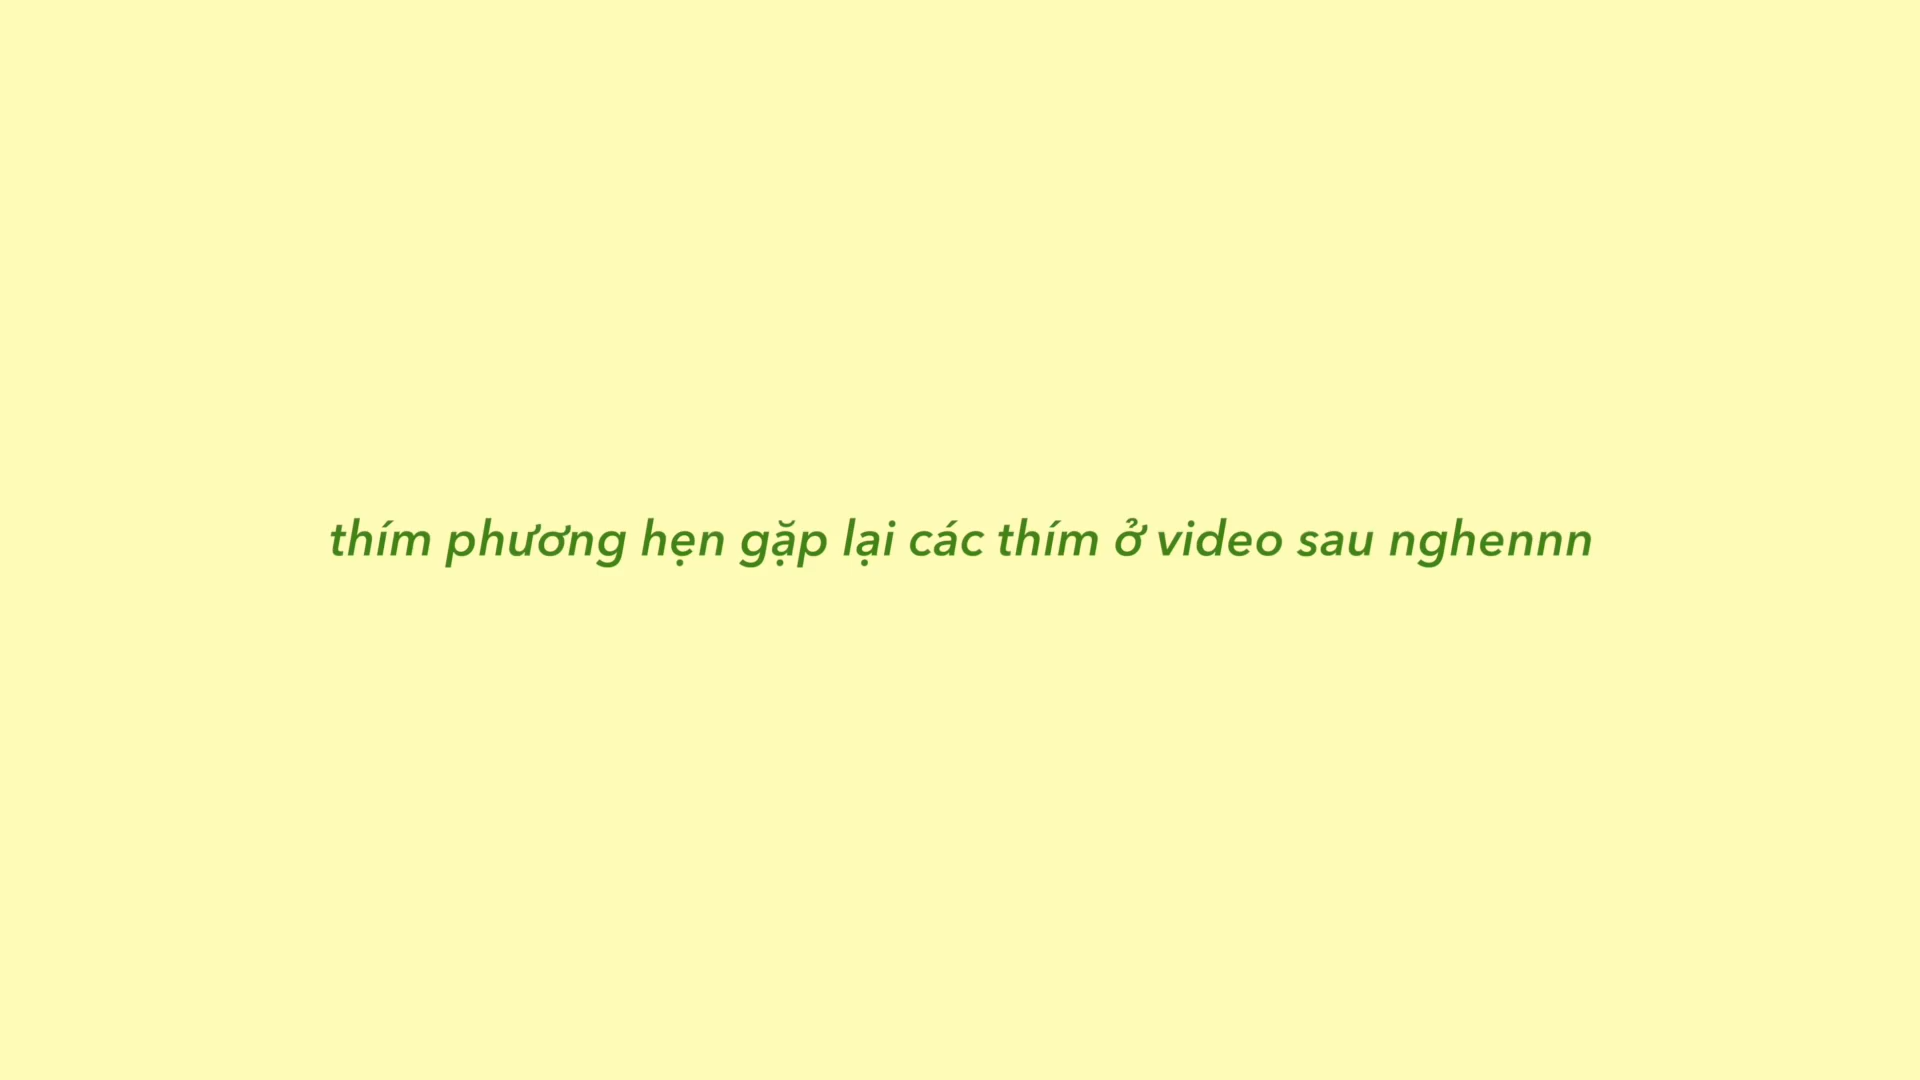 thím phương hẹn gặp lại các thím ở video sau nghennn